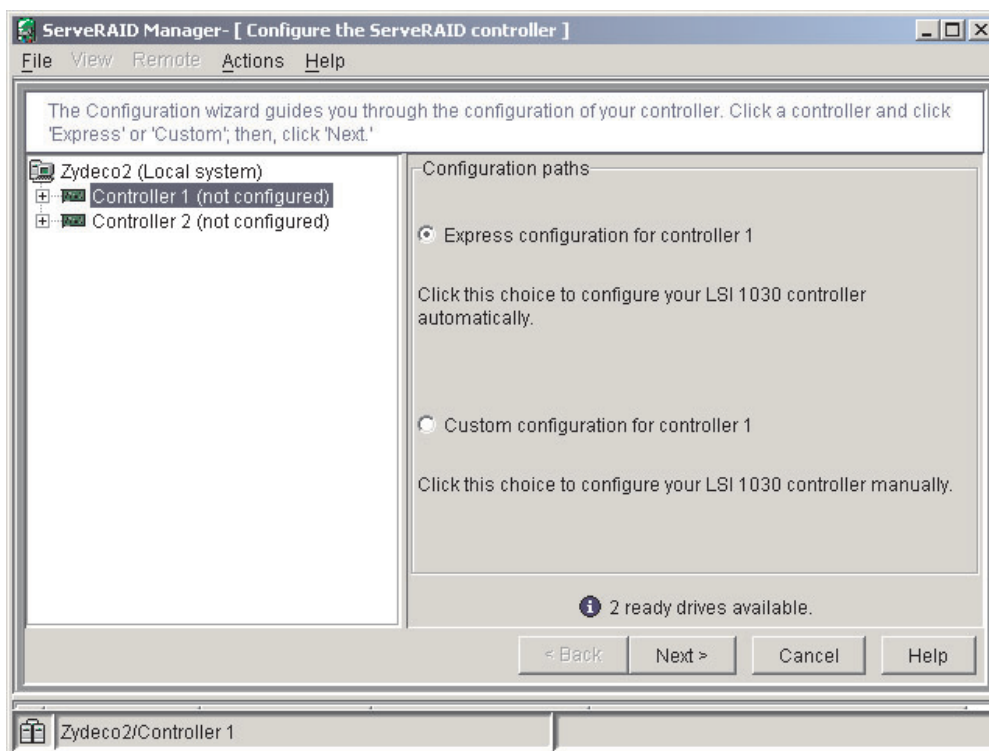 ServeRAID Manager- [ Configure the ServeRAID controller ]
File View Remote Actions Help
The Configuration wizard guides you through the configuration of your controller. Click a controller and click
'Express' or 'Custom'; then, click 'Next.'
Zydeco2 (Local system)
Controller 1 (not configured)
Controller 2 (not configured)
Configuration paths
Express configuration for controller 1
Click this choice to configure your LSI 1030 controller
automatically.
Custom configuration for controller 1
Click this choice to configure your LSI 1030 controller manually.
2 ready drives available.
< Back Next > Cancel Help
Zydeco2/Controller 1